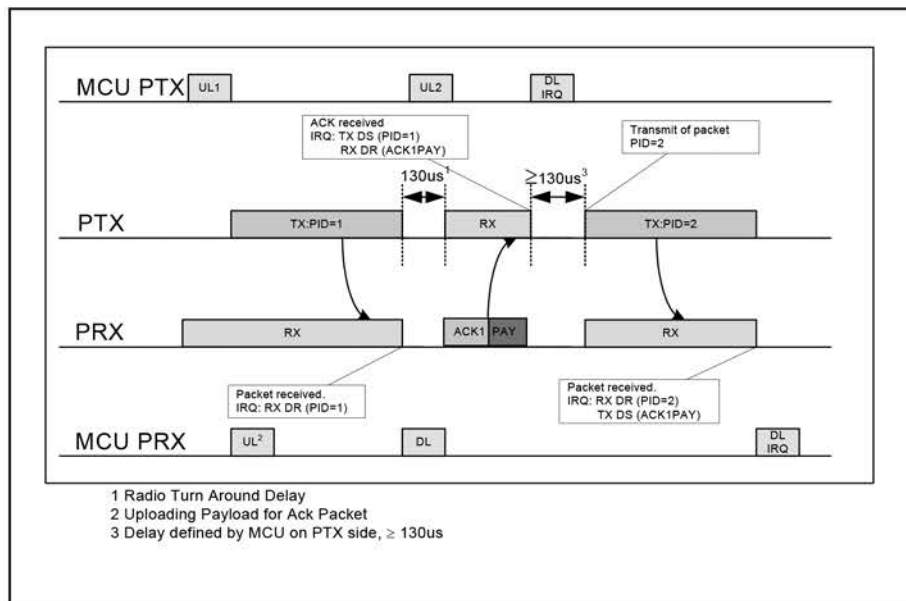 MCU PTX
UL1
UL2
DL
IRQ
ACK received
IRQ: TX DS (PID=1)
RX DR (ACK1PAY)
Transmit of packet
PID=2
130us¹
≥130us³
PTX
TX:PID=1
RX
TX:PID=2
PRX
RX
ACK1
PAY
RX
Packet received.
IRQ: RX DR (PID=1)
Packet received.
IRQ: RX DR (PID=2)
TX DS (ACK1PAY)
MCU PRX
UL²
DL
DL
IRQ
1 Radio Turn Around Delay
2 Uploading Payload for Ack Packet
3 Delay defined by MCU on PTX side, ≥ 130us